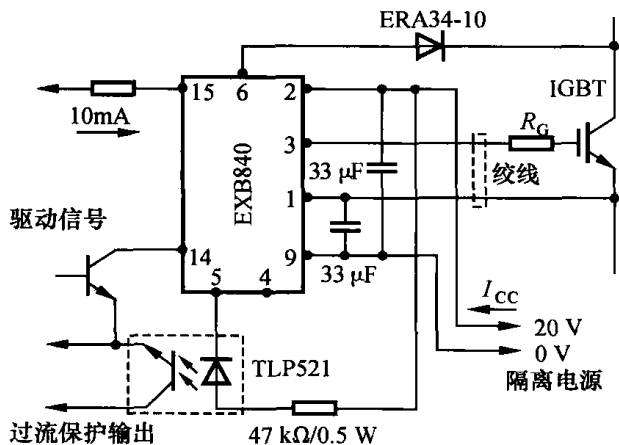 ERA34-10
15
6
2
IGBT
10mA
3
R_G
EXB840
33 μF
绞线
1
驱动信号
14
9
5
4
33 μF
I_CC
20 V
0 V
TLP521
隔离电源
过流保护输出
47 kΩ/0.5 W